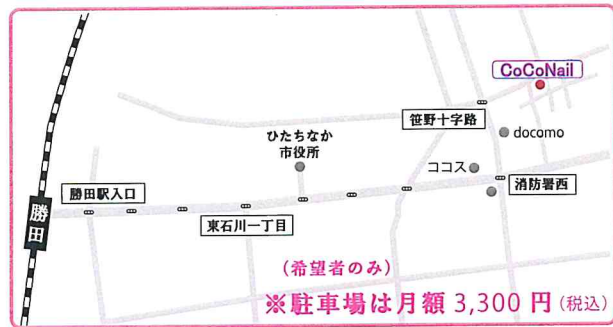 CoCoNail
笹野十字路
docomo
ひたちなか
市役所
ココス
消防署西
勝田駅入口
勝田
東石川一丁目
(希望者のみ)
※駐車場は月額 3,300 円(税込)